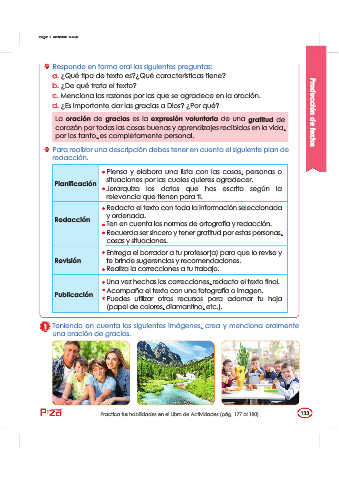 Responde en forma oral las siguientes preguntas:
a. ¿Qué tipo de texto es?¿Qué características tiene?
b. ¿De qué trata el texto?
c. Menciona las razones por las que se agradece en la oración.
d. ¿Es importante dar las gracias a Dios? ¿Por qué?
La oración de gracias es la expresión voluntaria de una gratitud de
corazón por todas las cosas buenas y aprendizajes recibidos en la vida,
por los tanto, es completamente personal.
Para realizar una descripción debes tener en cuenta el siguiente plan de
redacción.
Planificación
• Piensa y elabora una lista con las cosas, personas o
situaciones por las cuales quieres agradecer.
• Jerarquiza los datos que has escrito según la
relevancia que tienen para ti.
Redacción
• Redacta el texto con toda la información seleccionada
y ordenada.
• Ten en cuenta las normas de ortografía y redacción.
• Recuerda ser sincero y tener gratitud por estas personas,
cosas y situaciones.
Revisión
• Entrega el borrador a tu profesor(a) para que lo revise y
te brinde sugerencias y recomendaciones.
• Realiza la correcciones a tu trabajo.
Publicación
• Una vez hechas las correcciones, redacta el texto final.
• Acompaña el texto con una fotografía o imagen.
• Puedes utilizar otros recursos para adornar tu hoja
(papel de colores, diamantina, etc.).
1 Teniendo en cuenta las siguientes imágenes, crea y menciona oralmente
una oración de gracias.
Producción de textos
Practica tus habilidades en el Libro de Actividades (pág. 177 al 180)
133